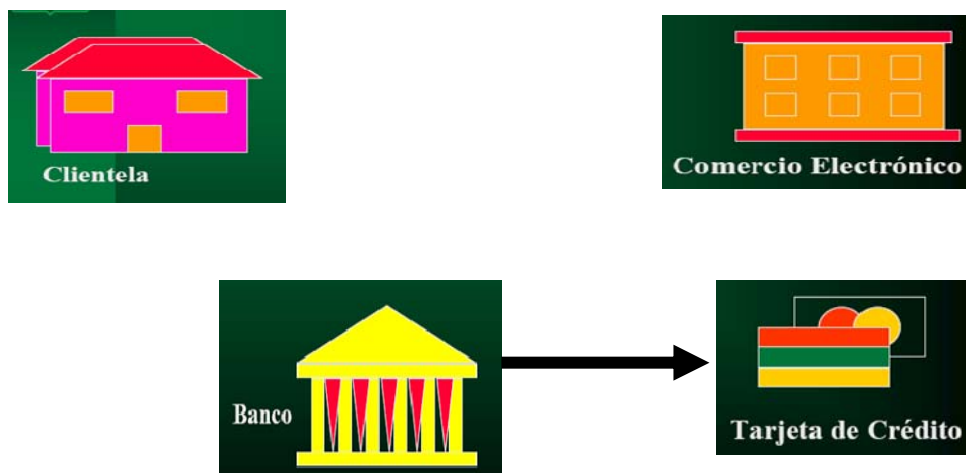 Clientela
Comercio Electrónico
Banco
Tarjeta de Crédito